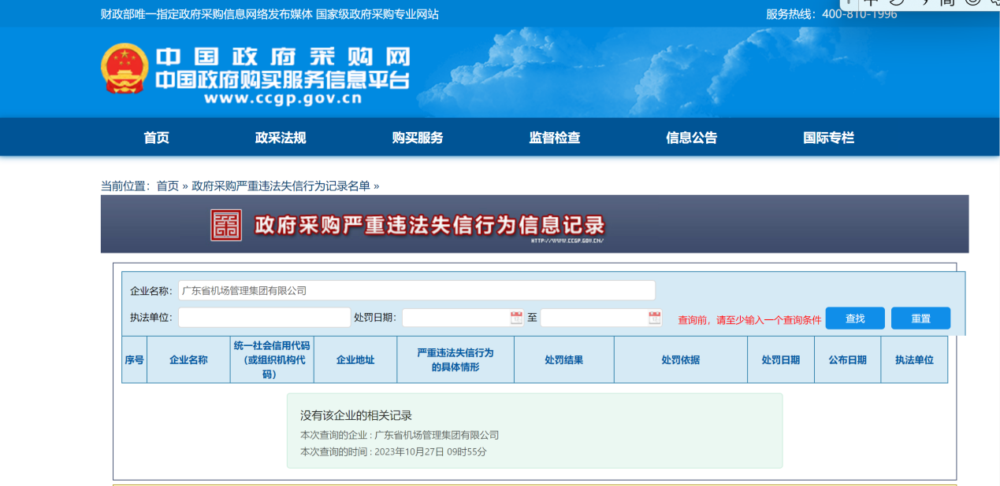 财政部唯一指定政府采购信息网络发布媒体 国家级政府采购专业网站
服务热线：400-810-1996
中国政府采购网
中国政府购买服务信息平台
www.ccgp.gov.cn
首页 政采法规 购买服务 监督检查 信息公告 国际专栏
当前位置：首页 » 政府采购严重违法失信行为记录名单 »
政府采购严重违法失信行为信息记录
HTTP://WWW.CCGP.GOV.CN/
企业名称： 广东省机场管理集团有限公司
执法单位： 处罚日期： 至 查询前，请至少输入一个查询条件 查找 重置
序号 企业名称 统一社会信用代码（或组织机构代码） 企业地址 严重违法失信行为的具体情形 处罚结果 处罚依据 处罚日期 公布日期 执法单位
没有该企业的相关记录
本次查询的企业 : 广东省机场管理集团有限公司
本次查询的时间 : 2023年10月27日 09时55分